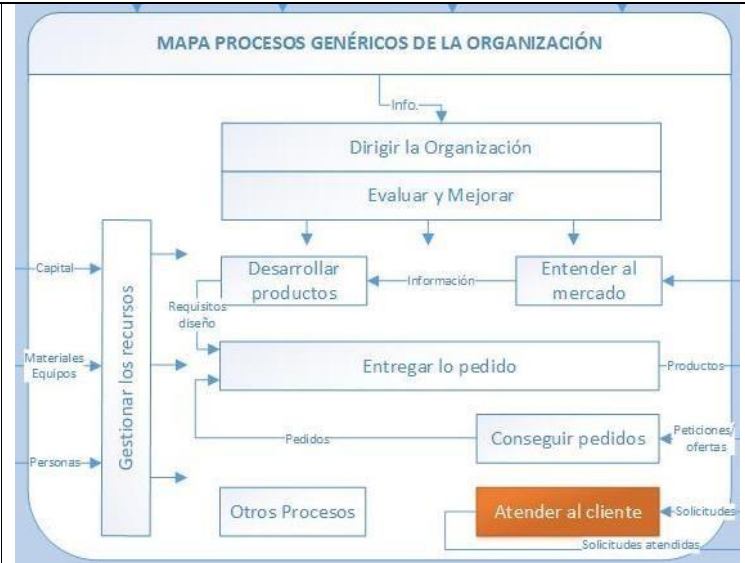 MAPA PROCESOS GENÉRICOS DE LA ORGANIZACIÓN
Info.
Dirigir la Organización
Evaluar y Mejorar
Capital
Materiales
Equipos
Personas
Gestionar los recursos
Desarrollar
productos
Información
Entender al
mercado
Requisitos
diseño
Entregar lo pedido
Productos
Pedidos
Conseguir pedidos
Peticiones/
ofertas
Otros Procesos
Atender al cliente
Solicitudes
Solicitudes atendidas